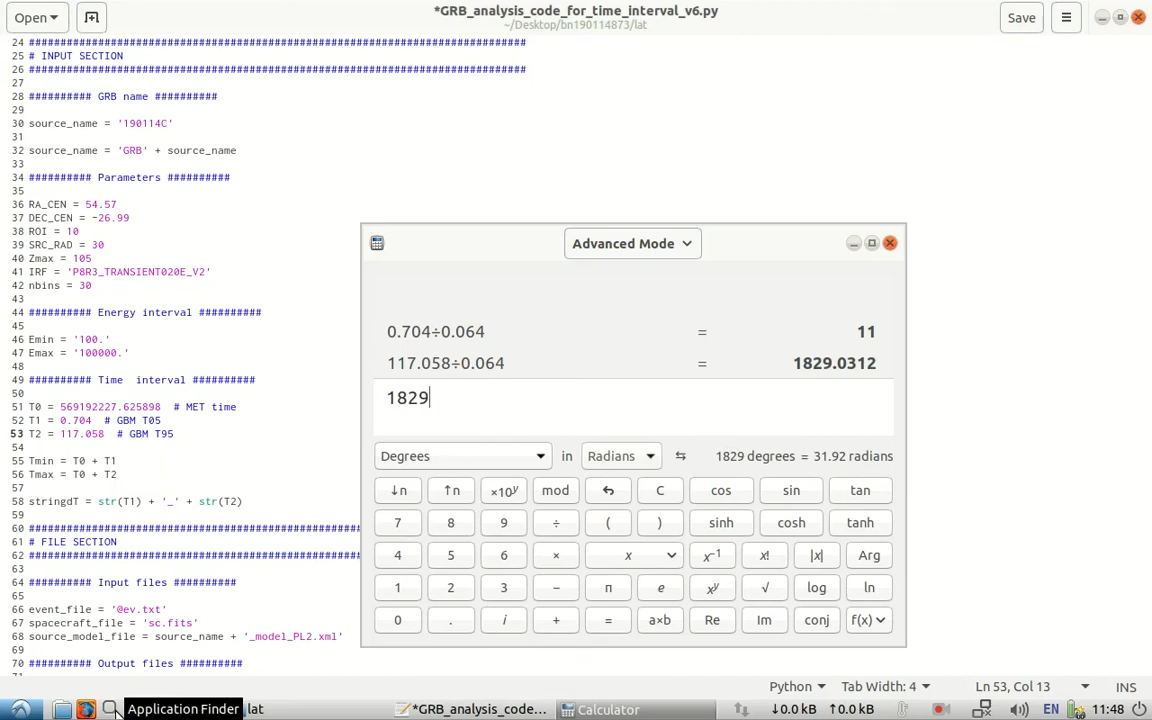 Open
*GRB_analysis_code_for_time_interval_v6.py
~/Desktop/bn190114873/lat
Save
24 ################################################################################
25 # INPUT SECTION
26 ################################################################################
27
28 ########## GRB name ##########
29
30 source_name = '190114C'
31
32 source_name = 'GRB' + source_name
33
34 ########## Parameters ##########
35
36 RA_CEN = 54.57
37 DEC_CEN = -26.99
38 ROI = 10
39 SRC_RAD = 30
40 Zmax = 105
41 IRF = 'P8R3_TRANSIENT020E_V2'
42 nbins = 30
43
44 ########## Energy interval ##########
45
46 Emin = '100.'
47 Emax = '100000.'
48
49 ########## Time  interval ##########
50
51 T0 = 569192227.625898  # MET time
52 T1 = 0.704  # GBM T05
53 T2 = 117.058  # GBM T95
54
55 Tmin = T0 + T1
56 Tmax = T0 + T2
57
58 stringdT = str(T1) + '_' + str(T2)
59
60 #####################################################
61 # FILE SECTION
62 #####################################################
63
64 ########## Input files ##########
65
66 event_file = '@ev.txt'
67 spacecraft_file = 'sc.fits'
68 source_model_file = source_name + '_model_PL2.xml'
69
70 ########## Output files ##########
71
Advanced Mode
0.704÷0.064 = 11
117.058÷0.064 = 1829.0312
1829
Degrees in Radians 1829 degrees = 31.92 radians
↓n ↑n ×10y mod C cos sin tan
7 8 9 ÷ ( ) sinh cosh tanh
4 5 6 × x x⁻¹ x! |x| Arg
1 2 3 − π e xy √ log ln
0 . i + = a×b Re Im conj f(x)
Python Tab Width: 4 Ln 53, Col 13 INS
Application Finder lat *GRB_analysis_code... Calculator ↓0.0 kB ↑0.0 kB EN 11:48